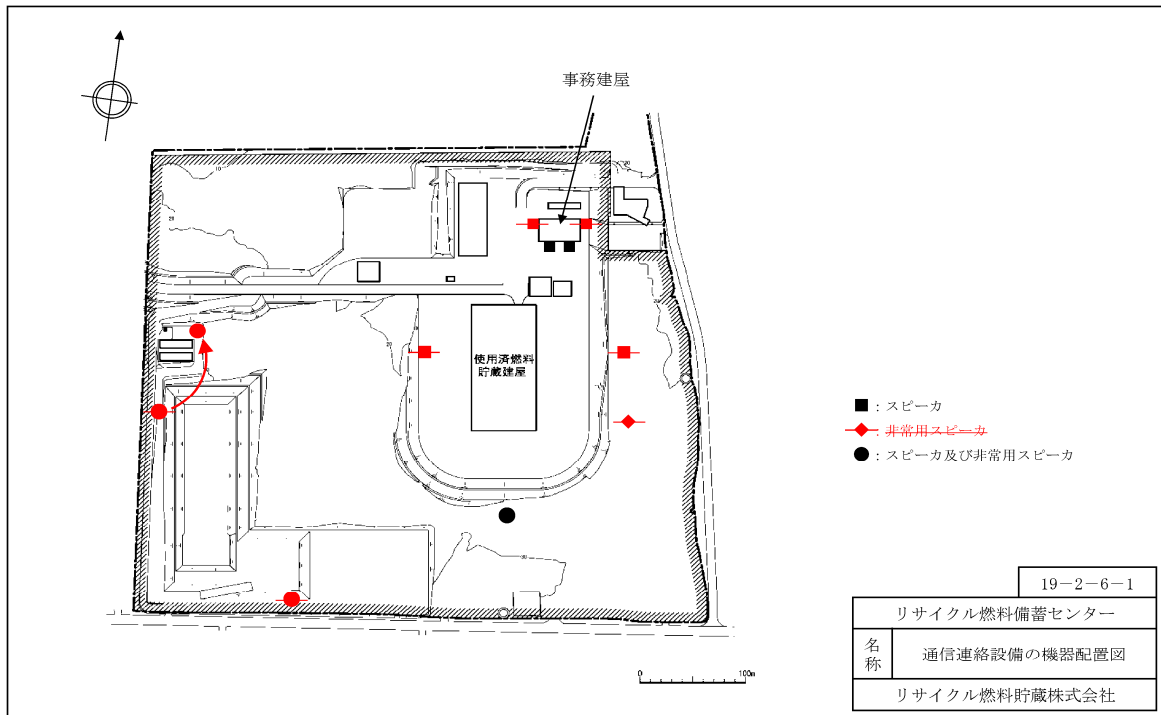 事務建屋
使用済燃料
貯蔵建屋
■：スピーカ
◆：非常用スピーカ
●：スピーカ及び非常用スピーカ
0
100m
19－2－6－1
リサイクル燃料備蓄センター
名称
通信連絡設備の機器配置図
リサイクル燃料貯蔵株式会社